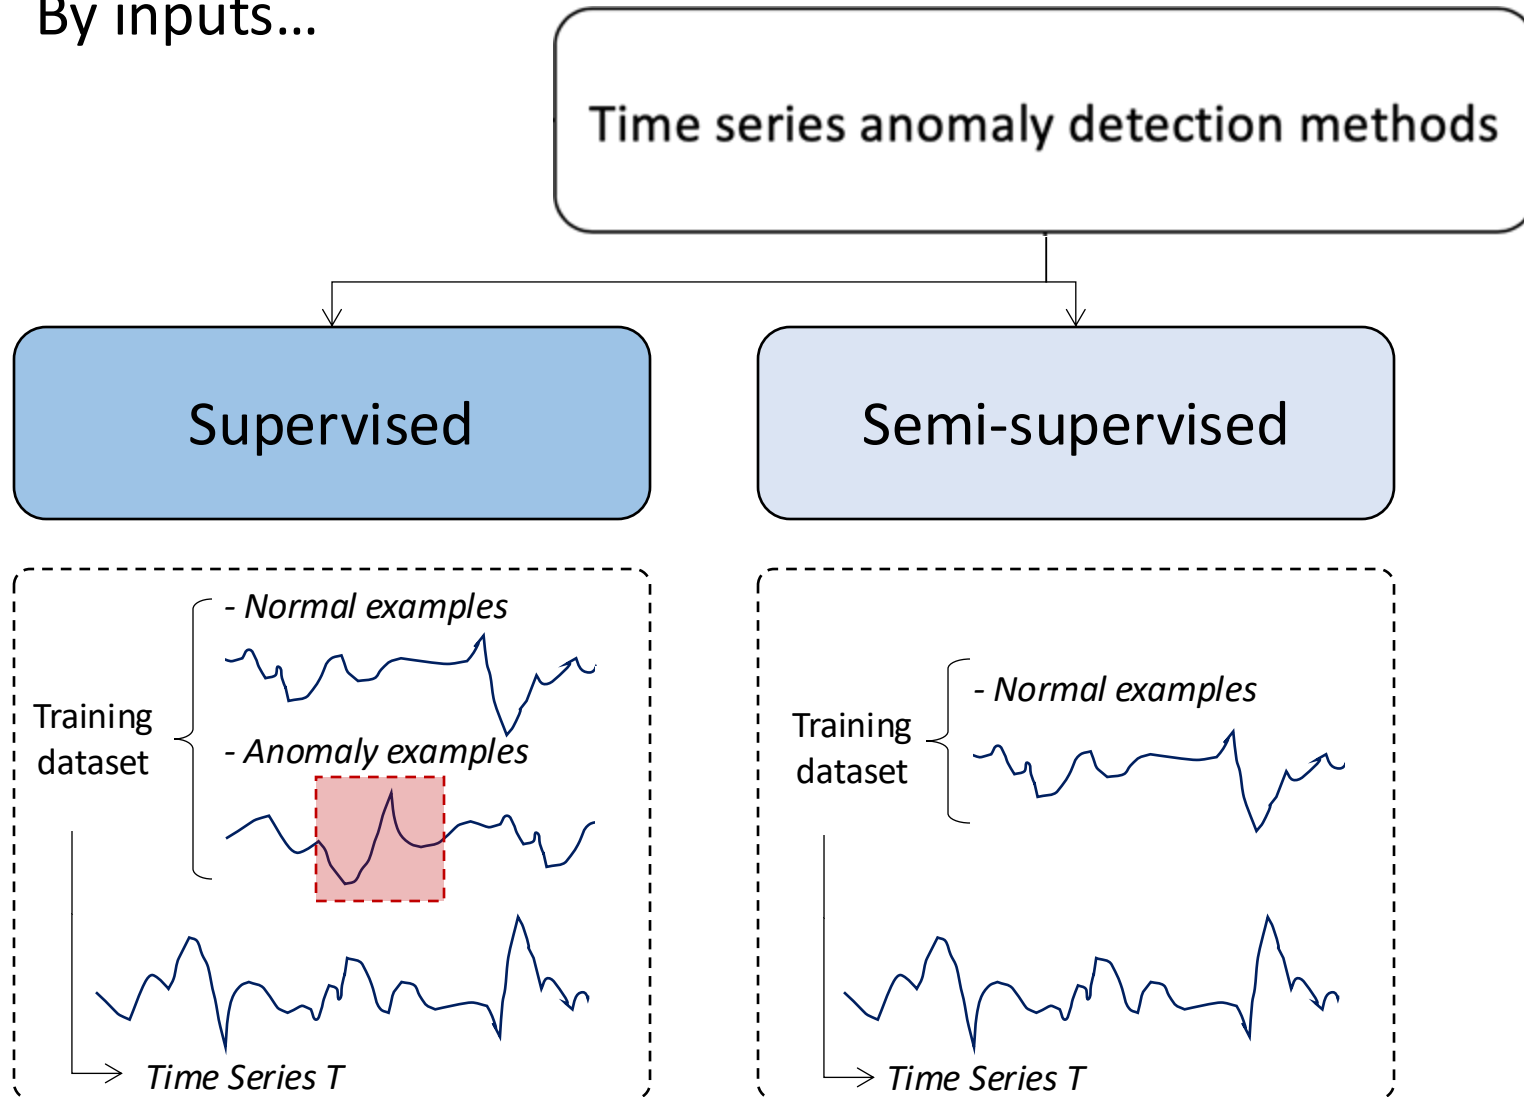 By inputs...
Time series anomaly detection methods
Supervised
Semi-supervised
- Normal examples
Training
dataset
- Anomaly examples
Time Series T
- Normal examples
Training
dataset
Time Series T